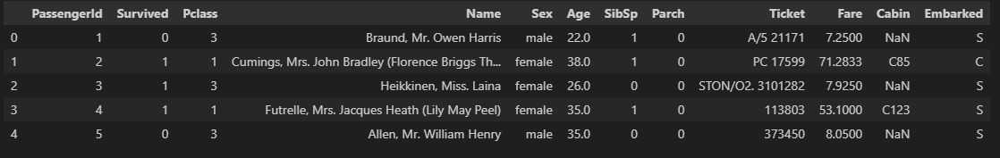 PassengerId Survived Pclass Name Sex Age SibSp Parch Ticket Fare Cabin Embarked
0 1 0 3 Braund, Mr. Owen Harris male 22.0 1 0 A/5 21171 7.2500 NaN S
1 2 1 1 Cumings, Mrs. John Bradley (Florence Briggs Th... female 38.0 1 0 PC 17599 71.2833 C85 C
2 3 1 3 Heikkinen, Miss. Laina female 26.0 0 0 STON/O2. 3101282 7.9250 NaN S
3 4 1 1 Futrelle, Mrs. Jacques Heath (Lily May Peel) female 35.0 1 0 113803 53.1000 C123 S
4 5 0 3 Allen, Mr. William Henry male 35.0 0 0 373450 8.0500 NaN S